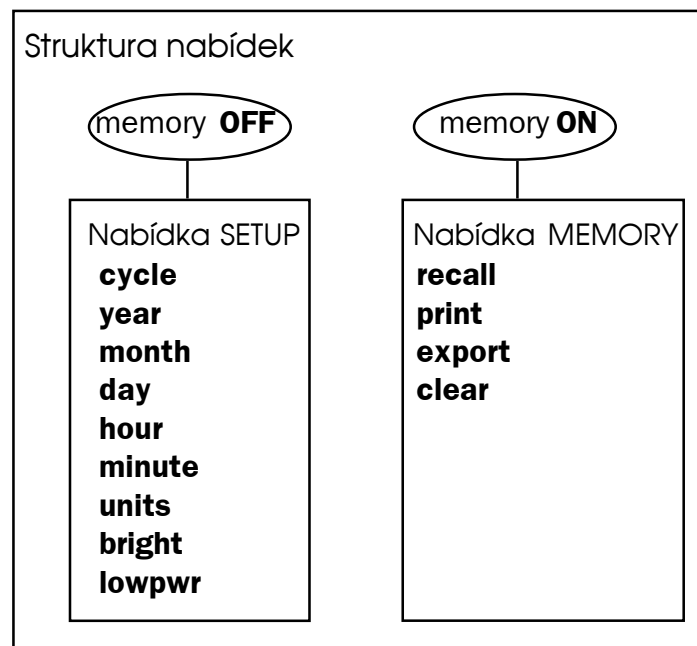 Struktura nabídek
memory OFF
Nabídka SETUP
cycle
year
month
day
hour
minute
units
bright
lowpwr
memory ON
Nabídka MEMORY
recall
print
export
clear